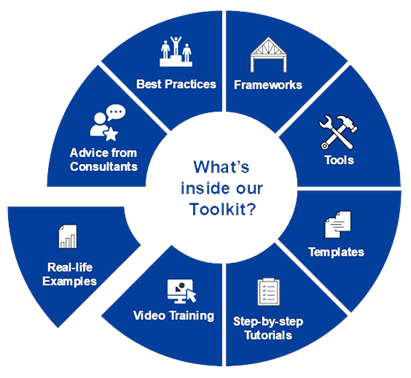 What's
inside our
Toolkit?
Best Practices
Frameworks
Tools
Templates
Step-by-step
Tutorials
Video Training
Real-life
Examples
Advice from
Consultants